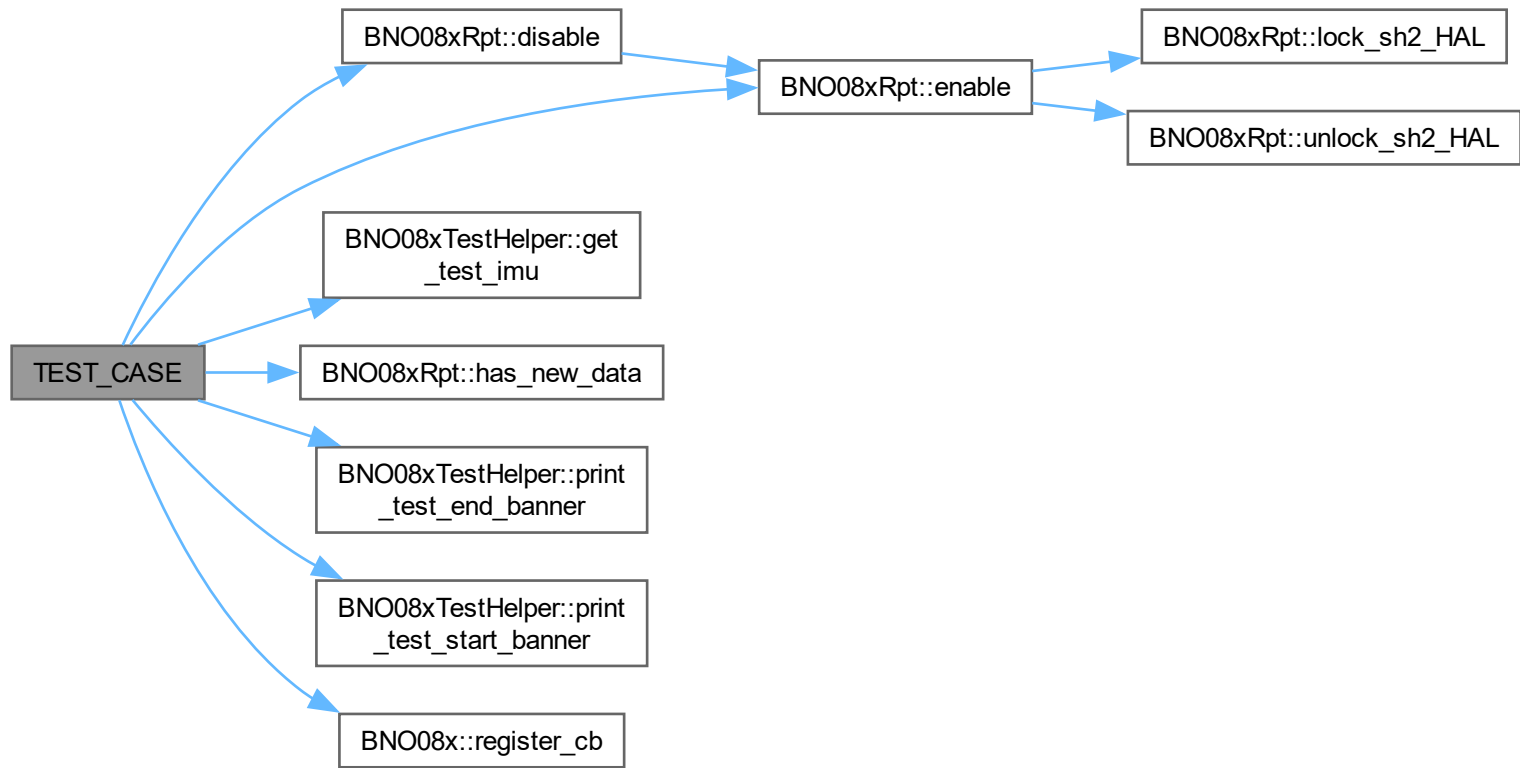 BNO08xRpt::disable
BNO08xRpt::lock_sh2_HAL
BNO08xRpt::enable
BNO08xRpt::unlock_sh2_HAL
BNO08xTestHelper::get
_test_imu
TEST_CASE
BNO08xRpt::has_new_data
BNO08xTestHelper::print
_test_end_banner
BNO08xTestHelper::print
_test_start_banner
BNO08x::register_cb